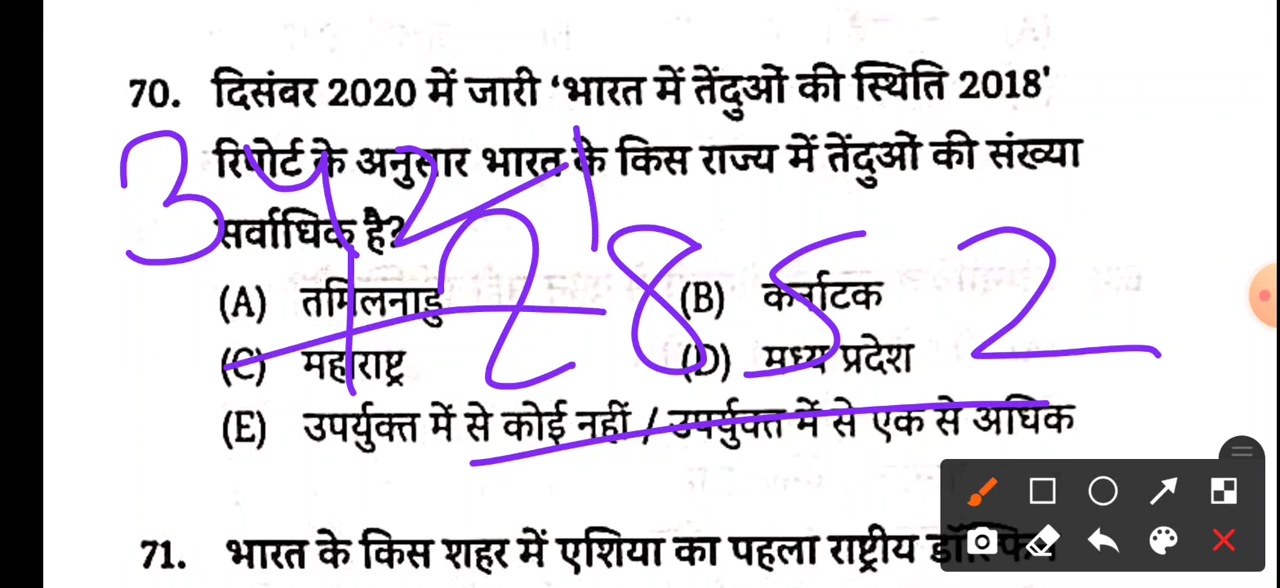 70. दिसंबर 2020 में जारी ‘भारत में तेंदुओं की स्थिति 2018'
रिपोर्ट के अनुसार भारत के किस राज्य में तेंदुओं की संख्या
सर्वाधिक है?
(A) तमिलनाडु (B) कर्नाटक
(C) महाराष्ट्र (D) मध्य प्रदेश
(E) उपर्युक्त में से कोई नहीं / उपर्युक्त में से एक से अधिक
3421
12852
71. भारत के किस शहर में एशिया का पहला राष्ट्रीय